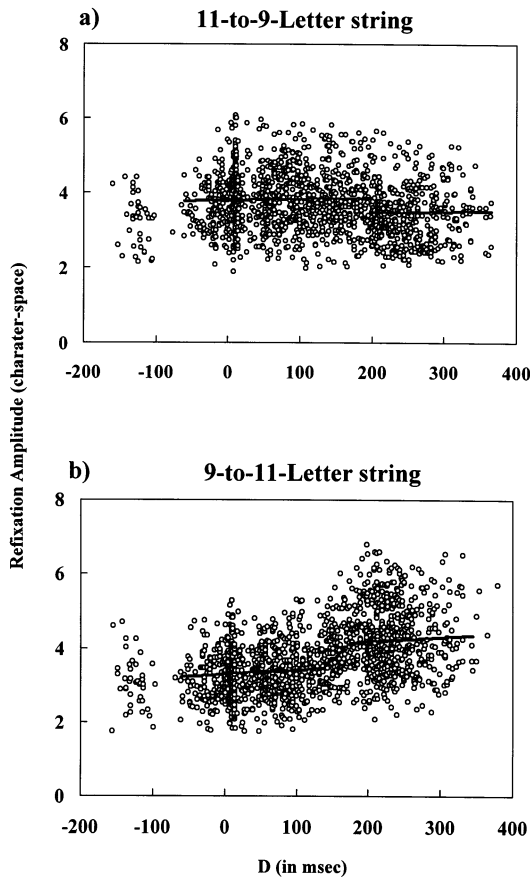 a) 11-to-9-Letter string
8
6
4
2
0
-200 -100 0 100 200 300 400
Refixation Amplitude (charater-space)
b) 9-to-11-Letter string
8
6
4
2
0
-200 -100 0 100 200 300 400
D (in msec)